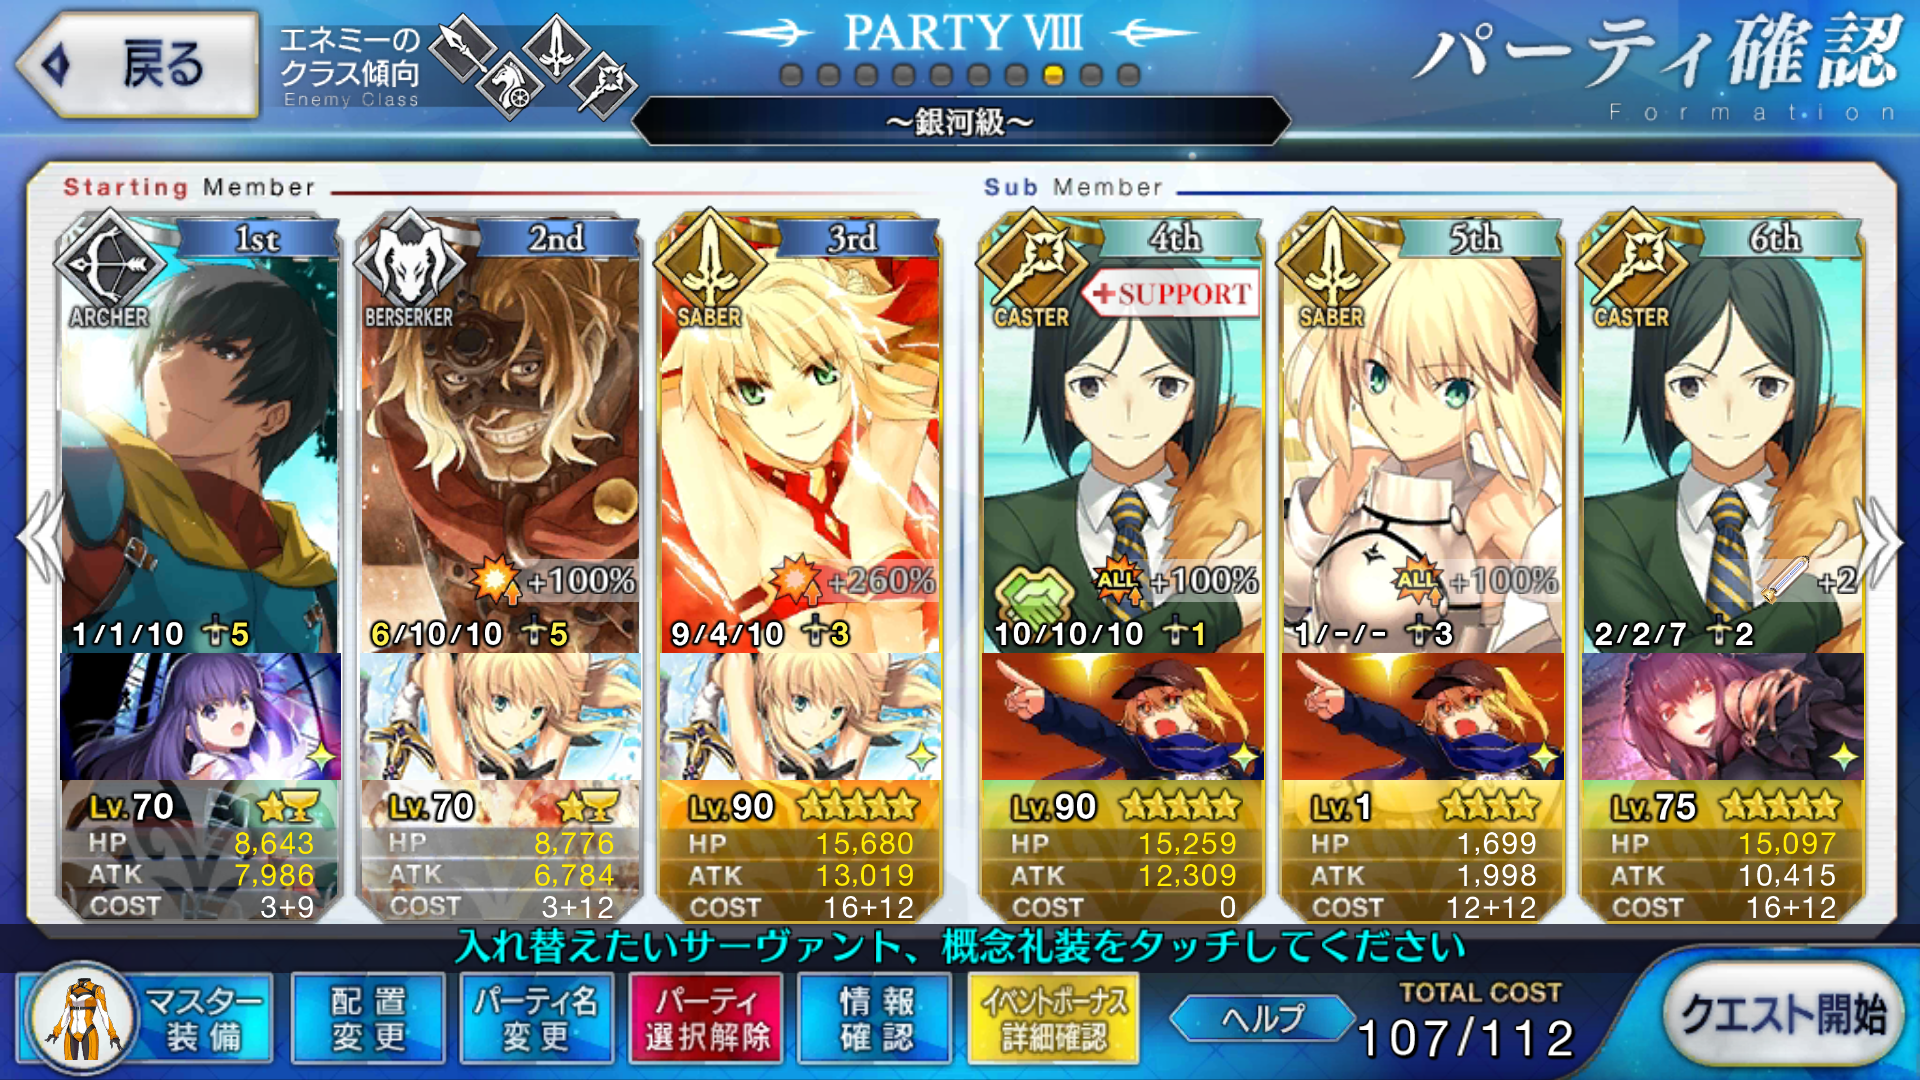 戻る
エネミーの
クラス傾向
Enemy Class
PARTY VIII
～銀河級～
パーティ確認
Formation
Starting Member
Sub Member
1st
ARCHER
1/1/10 5
Lv.70
HP 8,643
ATK 7,986
COST 3+9
2nd
BERSERKER
+100%
6/10/10 5
Lv.70
HP 8,776
ATK 6,784
COST 3+12
3rd
SABER
+260%
9/4/10 3
Lv.90
HP 15,680
ATK 13,019
COST 16+12
4th
+SUPPORT
CASTER
ALL +100%
10/10/10 1
Lv.90
HP 15,259
ATK 12,309
COST 0
5th
SABER
ALL +100%
1/-/- 3
Lv.1
HP 1,699
ATK 1,998
COST 12+12
6th
CASTER
+2
2/2/7 2
Lv.75
HP 15,097
ATK 10,415
COST 16+12
入れ替えたいサーヴァント、概念礼装をタッチしてください
マスター
装備
配置
変更
パーティ名
変更
パーティ
選択解除
情報
確認
イベントボーナス
詳細確認
ヘルプ
TOTAL COST
107/112
クエスト開始